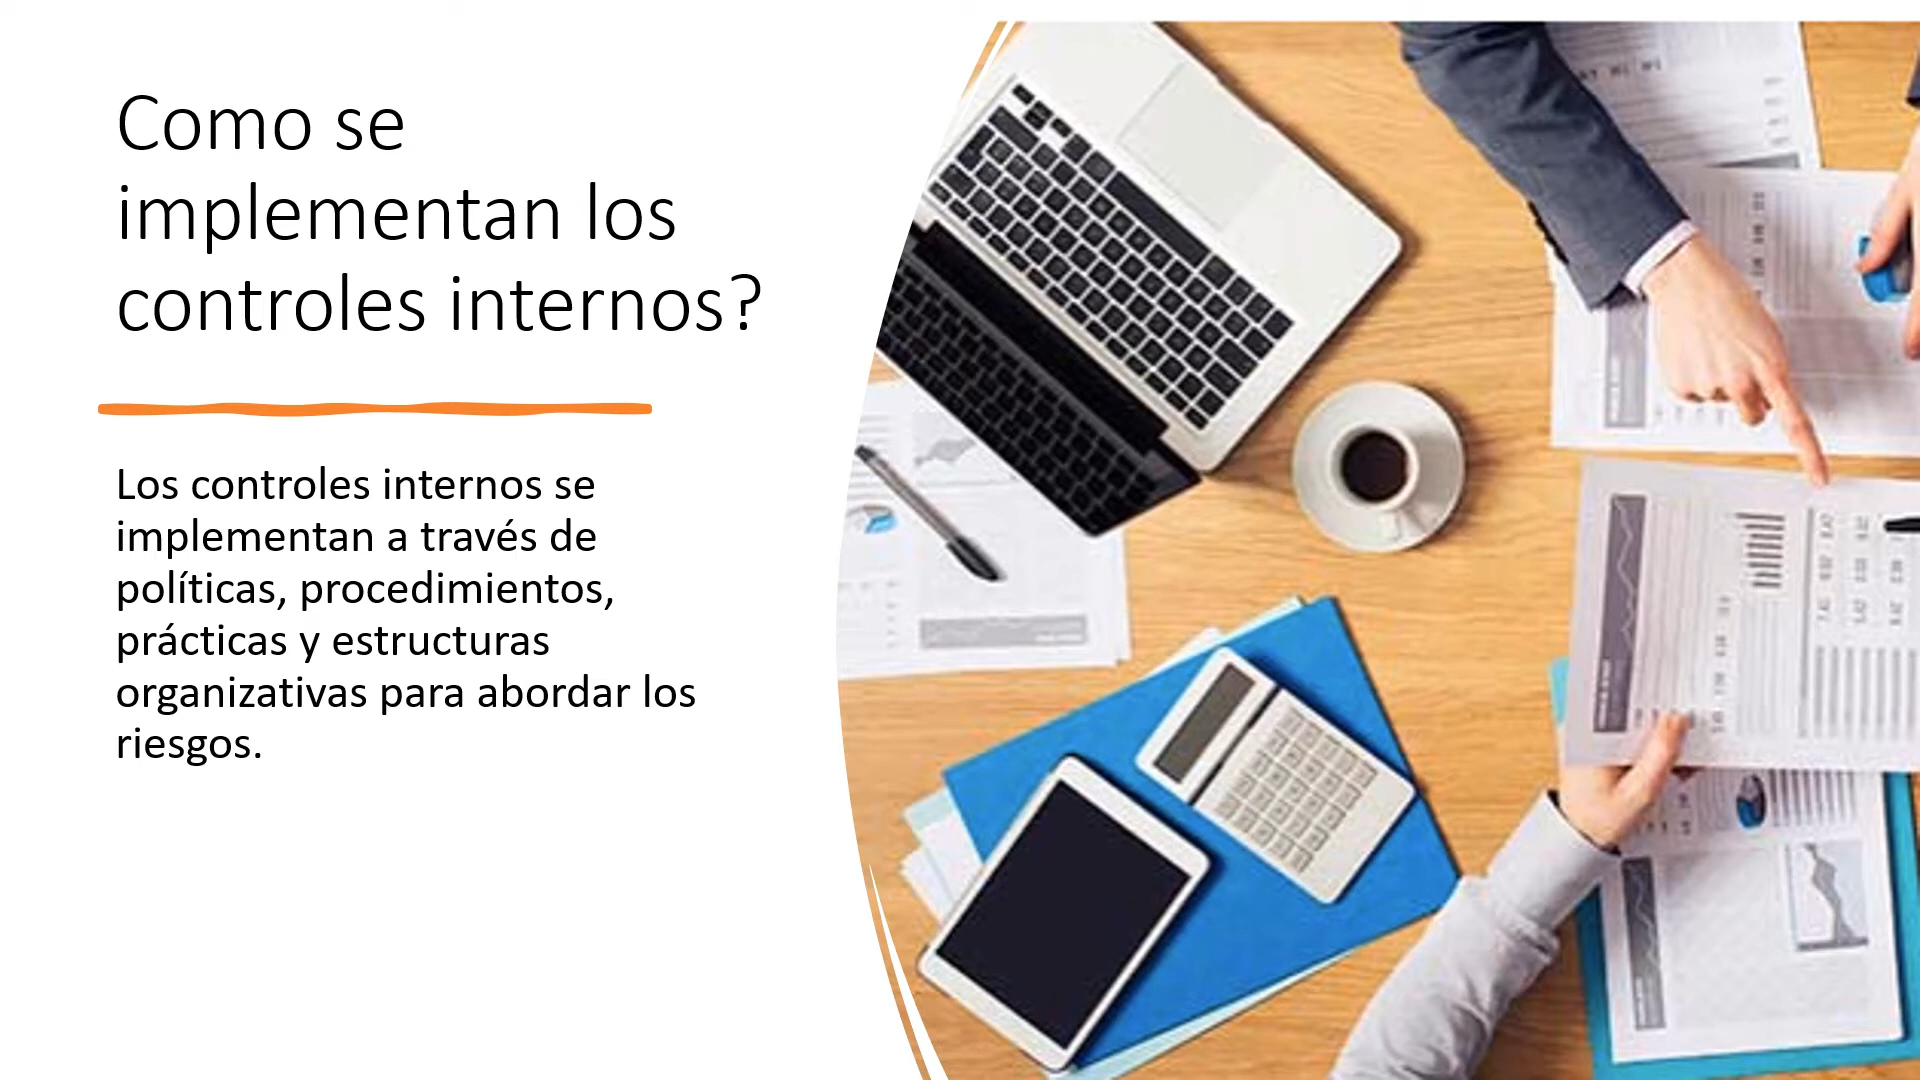 Como se
implementan los
controles internos?
Los controles internos se
implementan a través de
políticas, procedimientos,
prácticas y estructuras
organizativas para abordar los
riesgos.